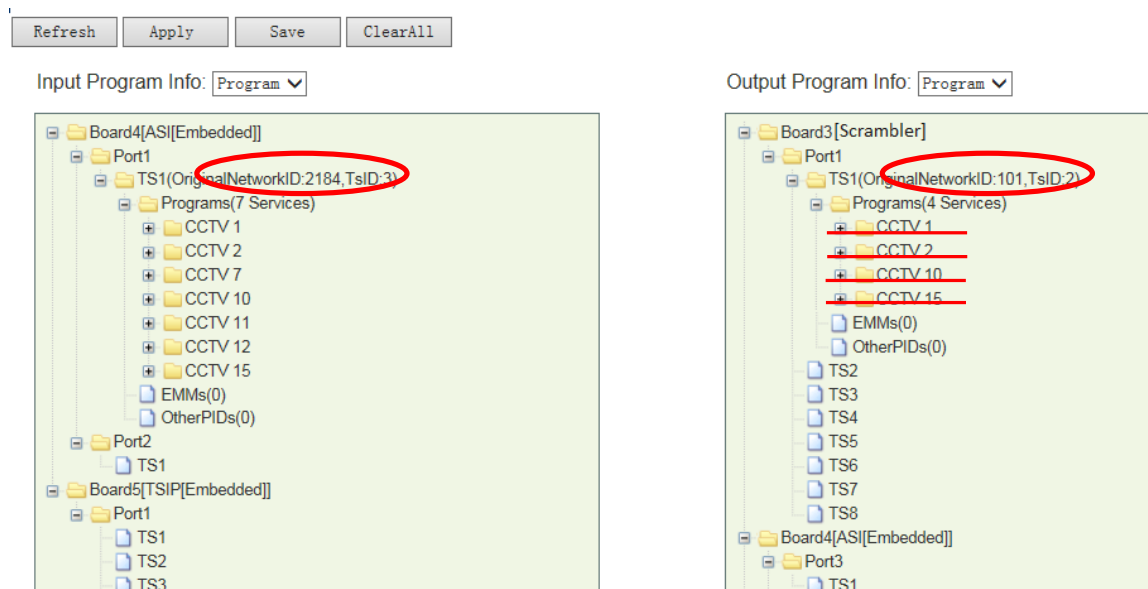 Refresh Apply Save ClearAll
Input Program Info: Program
Board4[ASI[Embedded]]
Port1
TS1(OriginalNetworkID:2184,TsID:3)
Programs(7 Services)
CCTV 1
CCTV 2
CCTV 7
CCTV 10
CCTV 11
CCTV 12
CCTV 15
EMMs(0)
OtherPIDs(0)
Port2
TS1
Board5[TSIP[Embedded]]
Port1
TS1
TS2
TS3
Output Program Info: Program
Board3[Scrambler]
Port1
TS1(OriginalNetworkID:101,TsID:2)
Programs(4 Services)
CCTV 1
CCTV 2
CCTV 10
CCTV 15
EMMs(0)
OtherPIDs(0)
TS2
TS3
TS4
TS5
TS6
TS7
TS8
Board4[ASI[Embedded]]
Port3
TS1